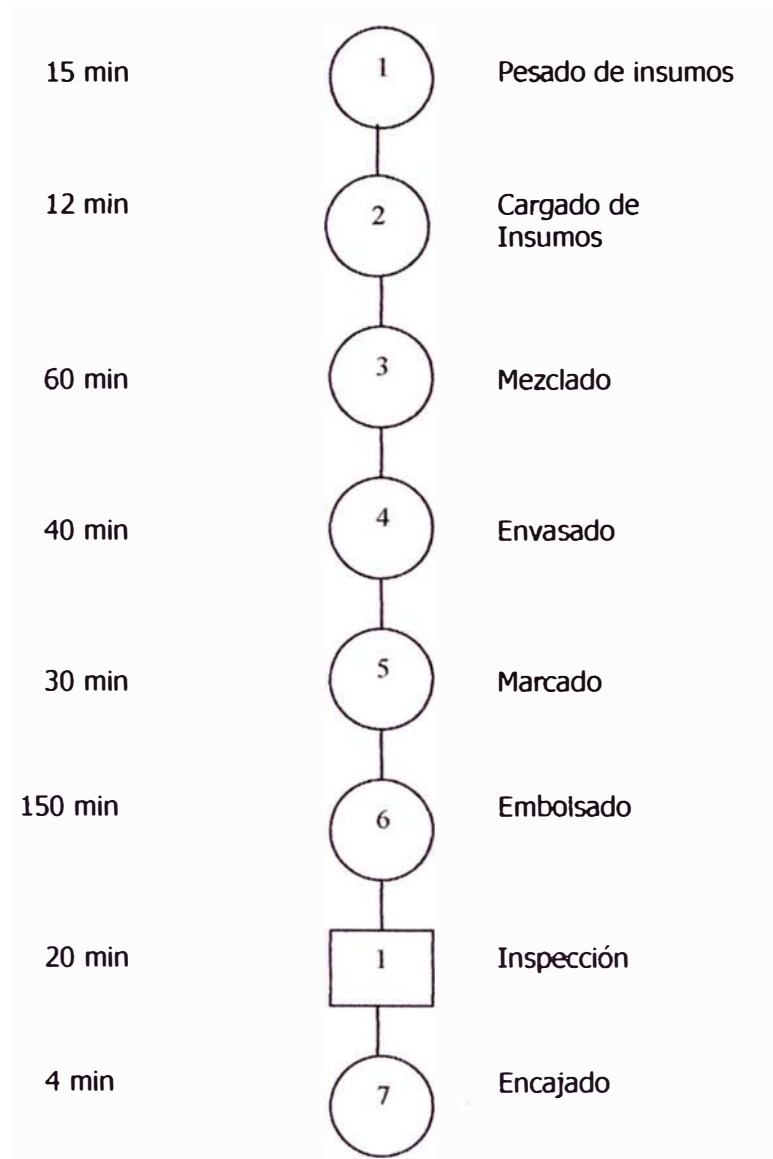 15 min 1 Pesado de insumos
12 min 2 Cargado de
Insumos
60 min 3 Mezclado
40 min 4 Envasado
30 min 5 Marcado
150 min 6 Embolsado
20 min 1 Inspección
4 min 7 Encajado